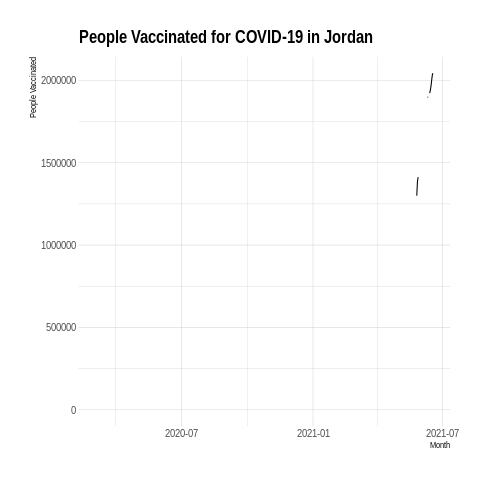 People Vaccinated for COVID-19 in Jordan
People Vaccinated
2000000
1500000
1000000
500000
0
2020-07
2021-01
2021-07
Month